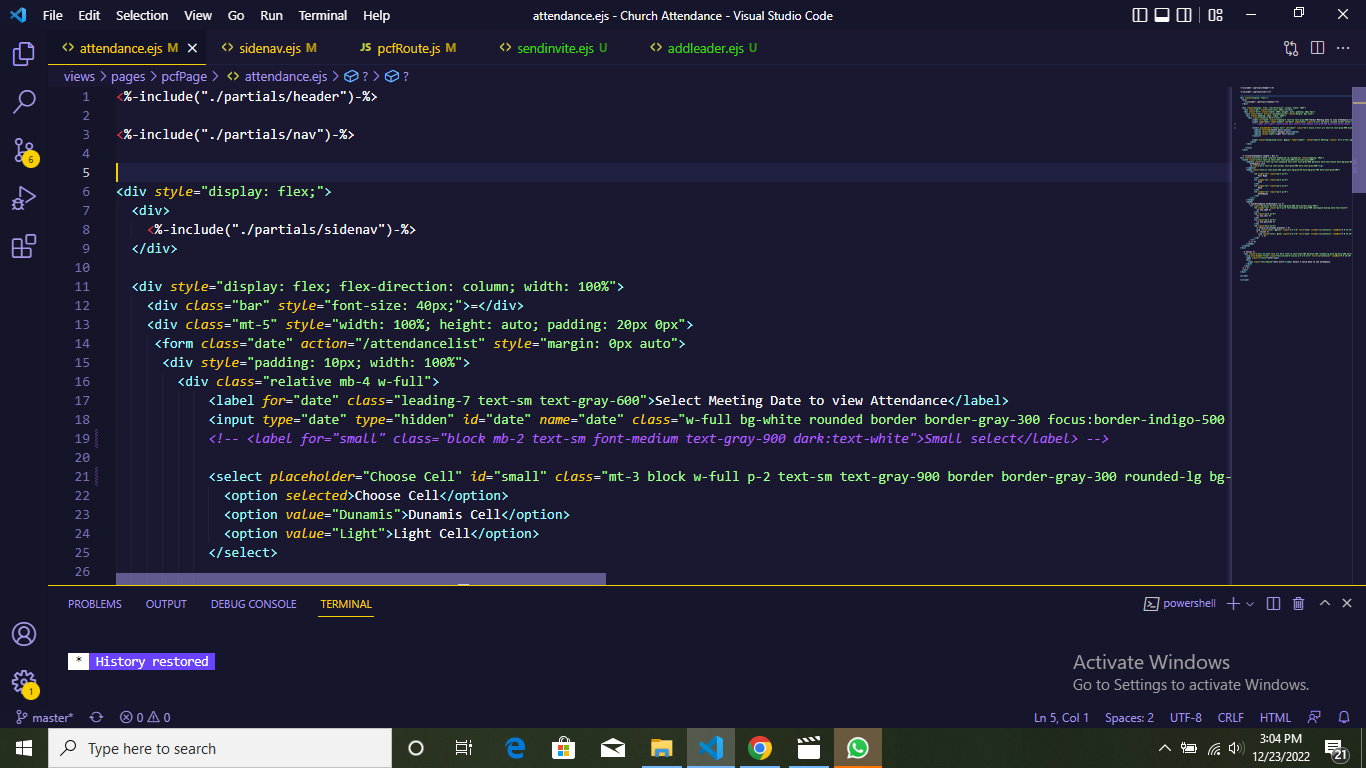 File Edit Selection View Go Run Terminal Help attendance.ejs - Church Attendance - Visual Studio Code
attendance.ejs M sidenav.ejs M JS pcfRoute.js M sendinvite.ejs U addleader.ejs U
views > pages > pcfPage > attendance.ejs > ? > ?
1 <%-include("./partials/header")-%>
2
3 <%-include("./partials/nav")-%>
4
5
6 <div style="display: flex;">
7 <div>
8 <%-include("./partials/sidenav")-%>
9 </div>
10
11 <div style="display: flex; flex-direction: column; width: 100%">
12 <div class="bar" style="font-size: 40px;">=</div>
13 <div class="mt-5" style="width: 100%; height: auto; padding: 20px 0px">
14 <form class="date" action="/attendancelist" style="margin: 0px auto">
15 <div style="padding: 10px; width: 100%">
16 <div class="relative mb-4 w-full">
17 <label for="date" class="leading-7 text-sm text-gray-600">Select Meeting Date to view Attendance</label>
18 <input type="date" type="hidden" id="date" name="date" class="w-full bg-white rounded border border-gray-300 focus:border-indigo-500
19 <!-- <label for="small" class="block mb-2 text-sm font-medium text-gray-900 dark:text-white">Small select</label> -->
20
21 <select placeholder="Choose Cell" id="small" class="mt-3 block w-full p-2 text-sm text-gray-900 border border-gray-300 rounded-lg bg-
22 <option selected>Choose Cell</option>
23 <option value="Dunamis">Dunamis Cell</option>
24 <option value="Light">Light Cell</option>
25 </select>
26
PROBLEMS OUTPUT DEBUG CONSOLE TERMINAL powershell
* History restored
Activate Windows
Go to Settings to activate Windows.
6
1
master* 0 0 Ln 5, Col 1 Spaces: 2 UTF-8 CRLF HTML
Type here to search
3:04 PM
12/23/2022
21